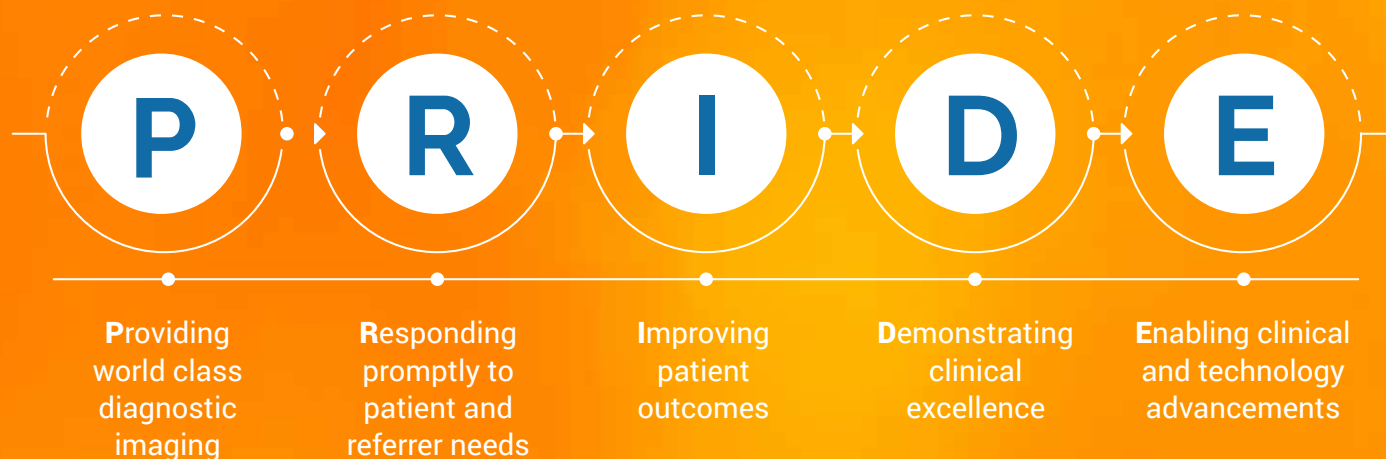 P R I D E
Providing
world class
diagnostic
imaging
Responding
promptly to
patient and
referrer needs
Improving
patient
outcomes
Demonstrating
clinical
excellence
Enabling clinical
and technology
advancements